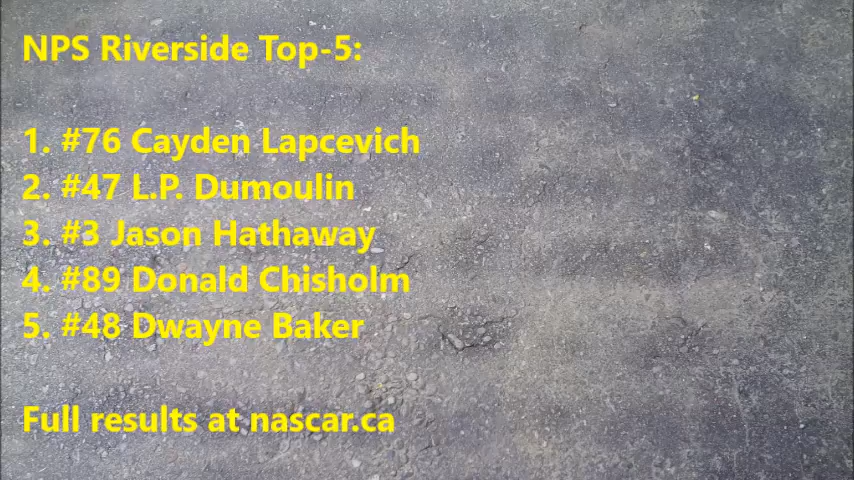 NPS Riverside Top-5:
1. #76 Cayden Lapcevich
2. #47 L.P. Dumoulin
3. #3 Jason Hathaway
4. #89 Donald Chisholm
5. #48 Dwayne Baker
Full results at nascar.ca